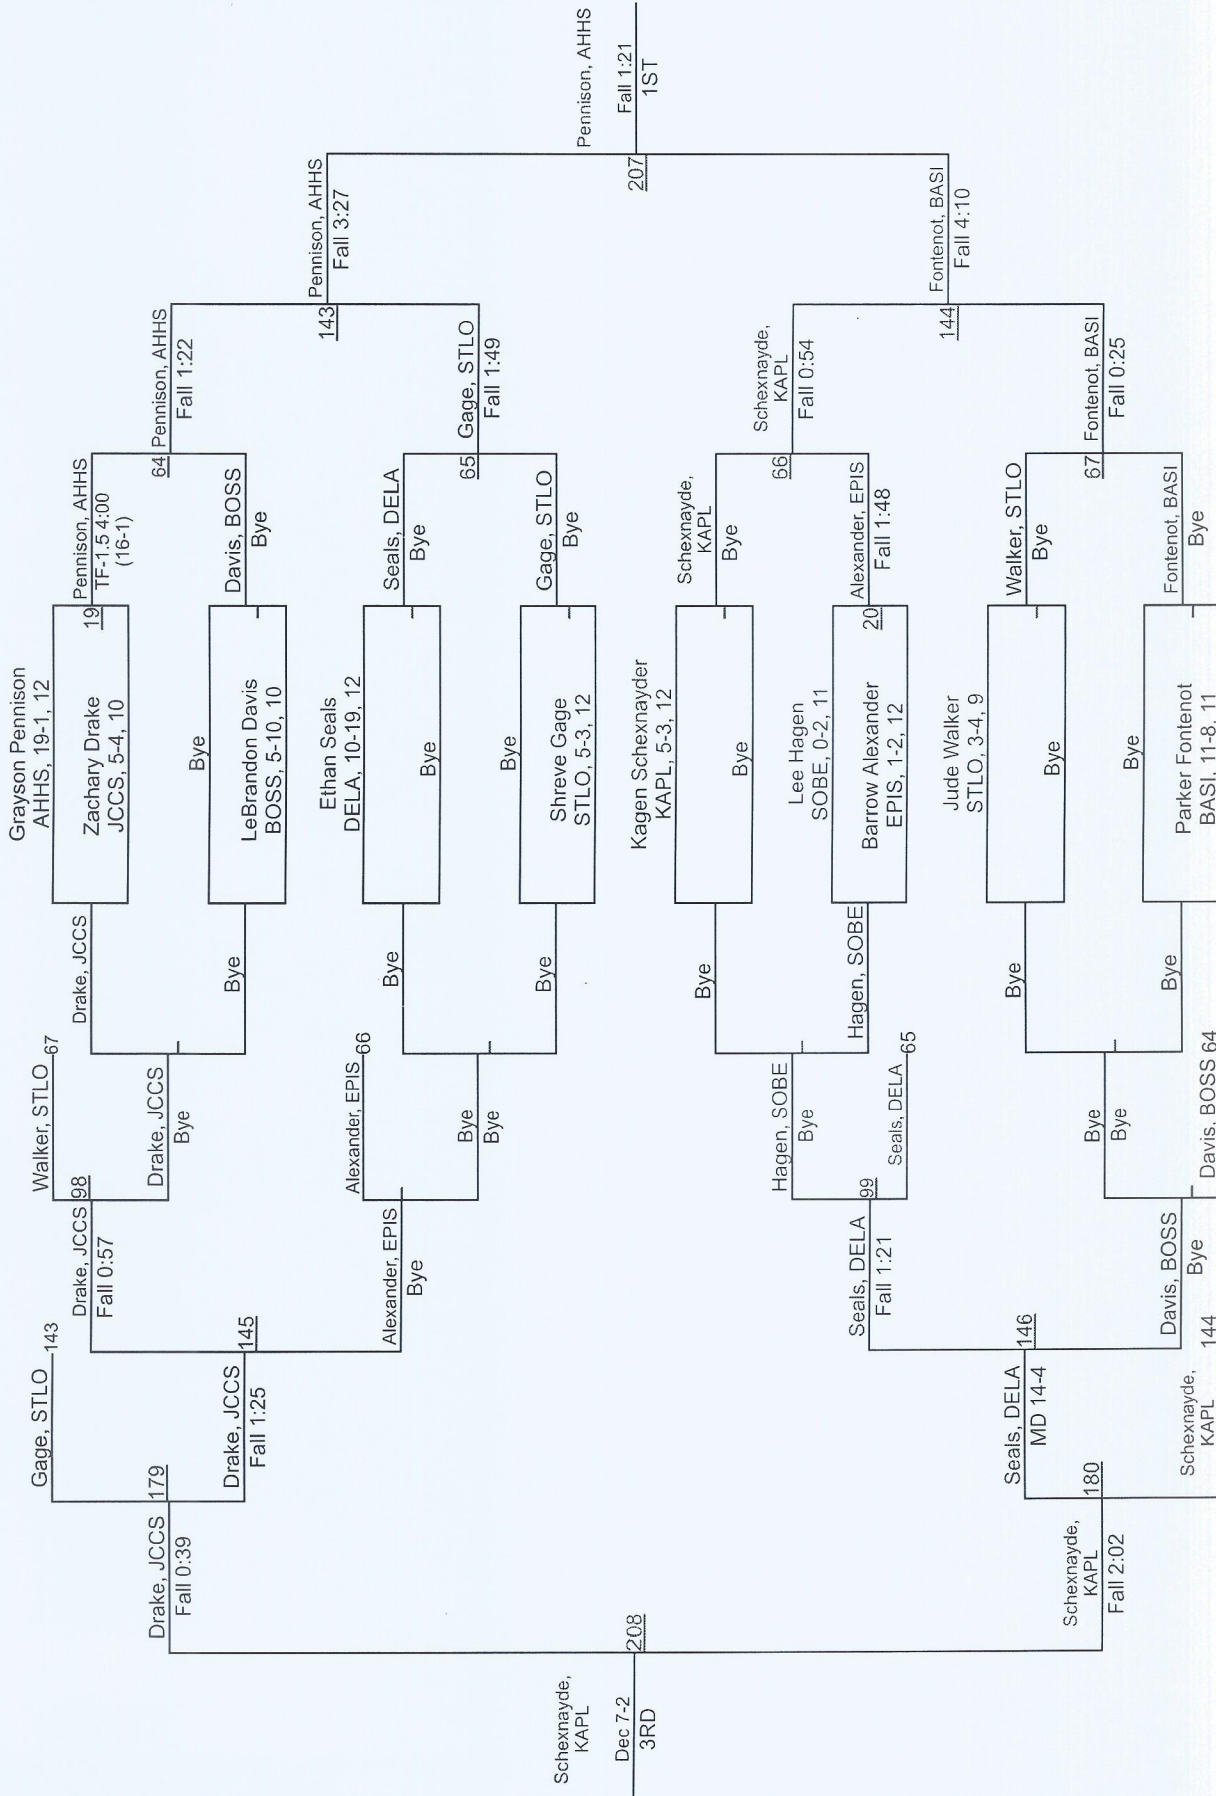 Grayson Pennison
AHHS, 19-1, 12
Zachary Drake
JCCS, 5-4, 10
19
Bye
LeBrandon Davis
BOSS, 5-10, 10
Ethan Seals
DELA, 10-19, 12
Bye
Bye
Shreve Gage
STLO, 5-3, 12
Kagen Schexnayder
KAPL, 5-3, 12
Bye
Lee Hagen
SOBE, 0-2, 11
Barrow Alexander
EPIS, 1-2, 12
20
Jude Walker
STLO, 3-4, 9
Bye
Bye
Parker Fontenot
BASI, 11-8, 11
Pennison, AHHS
TF-1.5 4:00
(16-1)
Davis, BOSS
Bye
64
Seals, DELA
Bye
Gage, STLO
Bye
65
Schexnayde,
KAPL
Bye
Alexander, EPIS
Fall 1:48
66
Walker, STLO
Bye
Fontenot, BASI
Bye
67
Pennison, AHHS
Fall 1:22
Gage, STLO
Fall 1:49
143
Schexnayde,
KAPL
Fall 0:54
Fontenot, BASI
Fall 0:25
144
Pennison, AHHS
Fall 3:27
Fontenot, BASI
Fall 4:10
207
Pennison, AHHS
Fall 1:21
1ST
Drake, JCCS
Bye
Bye
Bye
Bye
Hagen, SOBE
Bye
Bye
Walker, STLO
67
Drake, JCCS
Bye
98
Alexander, EPIS
66
Bye
Bye
Hagen, SOBE
Bye
Seals, DELA
65
99
Bye
Bye
Davis, BOSS
64
Drake, JCCS
Fall 0:57
Alexander, EPIS
Bye
145
Seals, DELA
Fall 1:21
Davis, BOSS
Bye
146
Gage, STLO
143
Drake, JCCS
Fall 1:25
179
Seals, DELA
MD 14-4
Schexnayde,
KAPL
144
180
Drake, JCCS
Fall 0:39
Schexnayde,
KAPL
Fall 2:02
208
Schexnayde,
KAPL
Dec 7-2
3RD